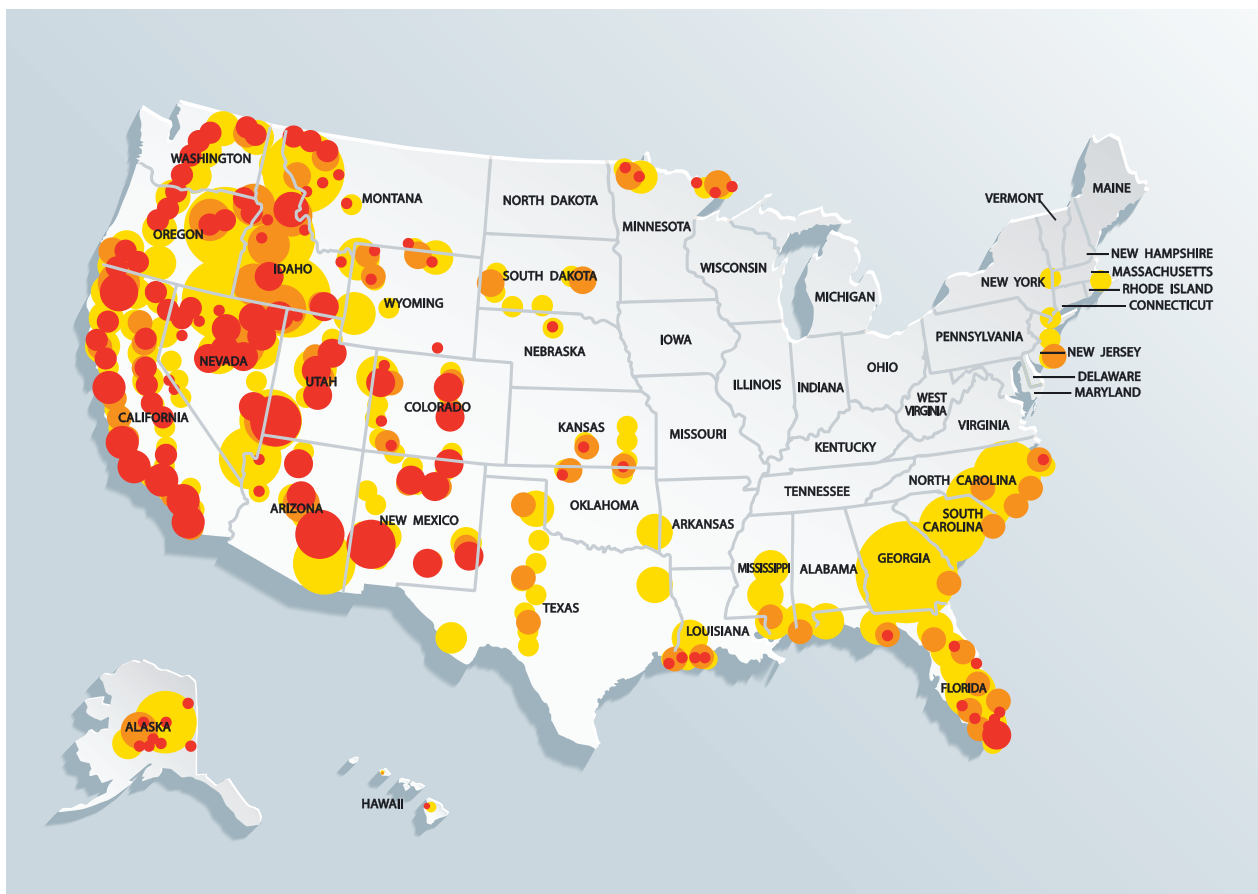 WASHINGTON
MONTANA
NORTH DAKOTA
MINNESOTA
VERMONT
MAINE
OREGON
IDAHO
SOUTH DAKOTA
WISCONSIN
MICHIGAN
NEW YORK
NEW HAMPSHIRE
MASSACHUSETTS
RHODE ISLAND
CONNECTICUT
WYOMING
NEBRASKA
IOWA
PENNSYLVANIA
NEW JERSEY
DELAWARE
MARYLAND
NEVADA
UTAH
COLORADO
ILLINOIS
INDIANA
OHIO
WEST
VIRGINIA
VIRGINIA
CALIFORNIA
KANSAS
MISSOURI
KENTUCKY
ARIZONA
NEW MEXICO
OKLAHOMA
ARKANSAS
TENNESSEE
NORTH CAROLINA
SOUTH
CAROLINA
TEXAS
LOUISIANA
MISSISSIPPI
ALABAMA
GEORGIA
FLORIDA
ALASKA
HAWAII